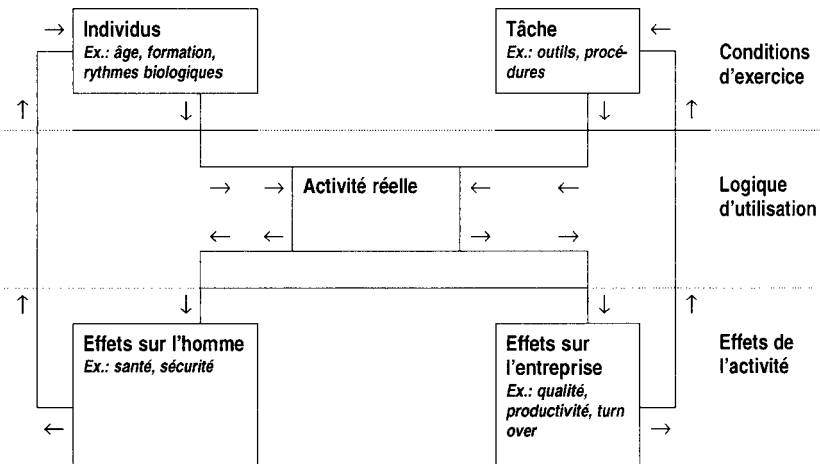 Individus
Ex.: âge, formation,
rythmes biologiques
Tâche
Ex.: outils, procé-
dures
Conditions
d'exercice
Activité réelle
Logique
d'utilisation
Effets sur l'homme
Ex.: santé, sécurité
Effets sur
l'entreprise
Ex.: qualité,
productivité, turn
over
Effets de
l'activité